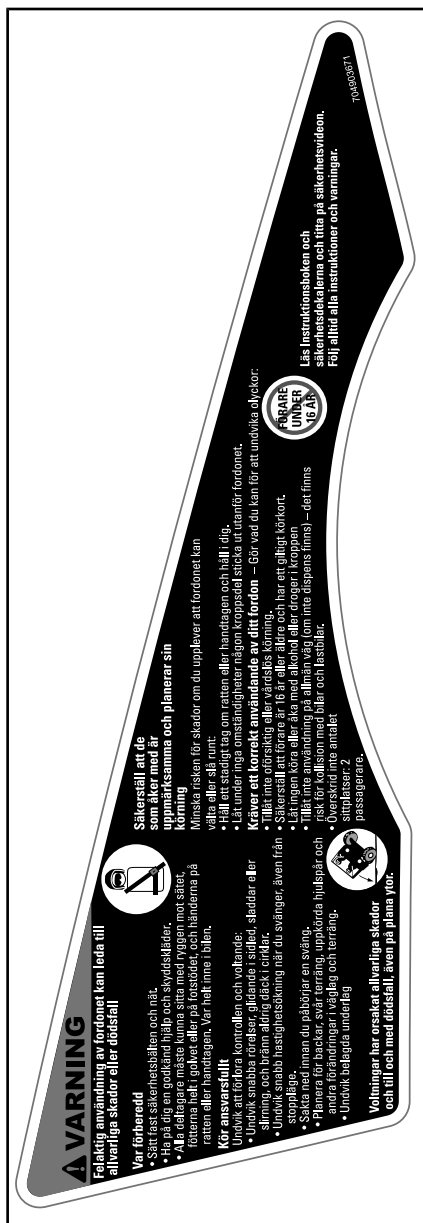 VARNING
Felaktig användning av fordonet kan leda till
allvarliga skador eller dödsfall
Var förberedd
• Sätt fast säkerhetsbälten och nät.
• Ha på dig en godkänd hjälp och skyddskläder.
• Alla deltagare måste kunna sitta med ryggen mot sätet,
fötterna helt i golvet eller på fotstödet, och händerna på
ratten eller handtagen. Var helt inne i bilen.
Kör ansvarsfullt
Undvik att förlora kontrollen och voltande:
• Undvik snabba rörelser, glidande i sidled, sladdar eller
slirning, och bränn aldrig däck i cirklar.
• Undvik snabb hastighetsökning när du svänger, även från
stoppläge.
• Sakta ned innan du påbörjar en sväng.
• Planera för backar, svår terräng, uppkörda hjulspår och
andra förändringar i väglag och terräng.
• Undvik belagda underlag
Voltningar har orsakat allvarliga skador
och till och med dödsfall, även på plana ytor.
Säkerställ att de
som åker med är
uppmärksamma och planerar sin
körning
Minska risken för skador om du upplever att fordonet kan
välta eller slå runt:
• Håll ett stadigt tag om ratten eller handtagen och håll i dig.
• Låt under inga omständigheter någon kroppsdel sticka ut utanför fordonet.
Kräver ett korrekt användande av ditt fordon – Gör vad du kan för att undvika olyckor:
• Tillåt inte oförsiktig eller vårdslös körning.
• Säkerställ att förare är 16 år eller äldre och har ett giltigt körkort.
• Låt ingen köra eller åka med alkohol eller droger i kroppen
• Tillåt inte användning på allmän väg (om inte dispens finns) – det finns
risk för kollision med bilar och lastbilar.
• Överskrid inte antalet
sittplatser: 2
passagerare.
FÖRARE
UNDER
16 ÅR
Läs Instruktionsboken och
säkerhetsdekalerna och titta på säkerhetsvideon.
Följ alltid alla instruktioner och varningar.
704903671